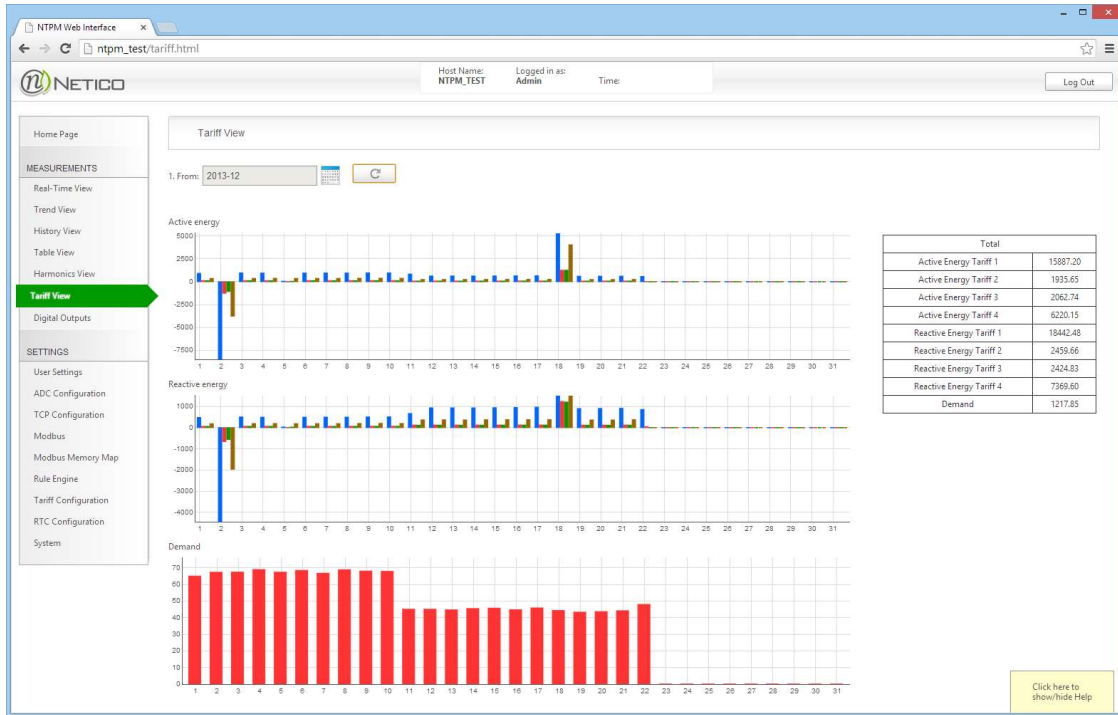 NTPM Web Interface
ntpm_test/tariff.html
NETICO
Host Name:
NTPM_TEST
Logged in as:
Admin
Time:
Log Out
Home Page
MEASUREMENTS
Real-Time View
Trend View
History View
Table View
Harmonics View
Tariff View
Digital Outputs
SETTINGS
User Settings
ADC Configuration
TCP Configuration
Modbus
Modbus Memory Map
Rule Engine
Tariff Configuration
RTC Configuration
System
Tariff View
1. From: 2013-12
Active energy
5000
2500
0
-2500
-5000
-7500
1 2 3 4 5 6 7 8 9 10 11 12 13 14 15 16 17 18 19 20 21 22 23 24 25 26 27 28 29 30 31
Reactive energy
1000
0
-1000
-2000
-3000
-4000
1 2 3 4 5 6 7 8 9 10 11 12 13 14 15 16 17 18 19 20 21 22 23 24 25 26 27 28 29 30 31
Demand
70
60
50
40
30
20
10
0
1 2 3 4 5 6 7 8 9 10 11 12 13 14 15 16 17 18 19 20 21 22 23 24 25 26 27 28 29 30 31
Total
Active Energy Tariff 1 15887.20
Active Energy Tariff 2 1935.65
Active Energy Tariff 3 2062.74
Active Energy Tariff 4 6220.15
Reactive Energy Tariff 1 18442.48
Reactive Energy Tariff 2 2459.66
Reactive Energy Tariff 3 2424.83
Reactive Energy Tariff 4 7369.60
Demand 1217.85
Click here to
show/hide Help